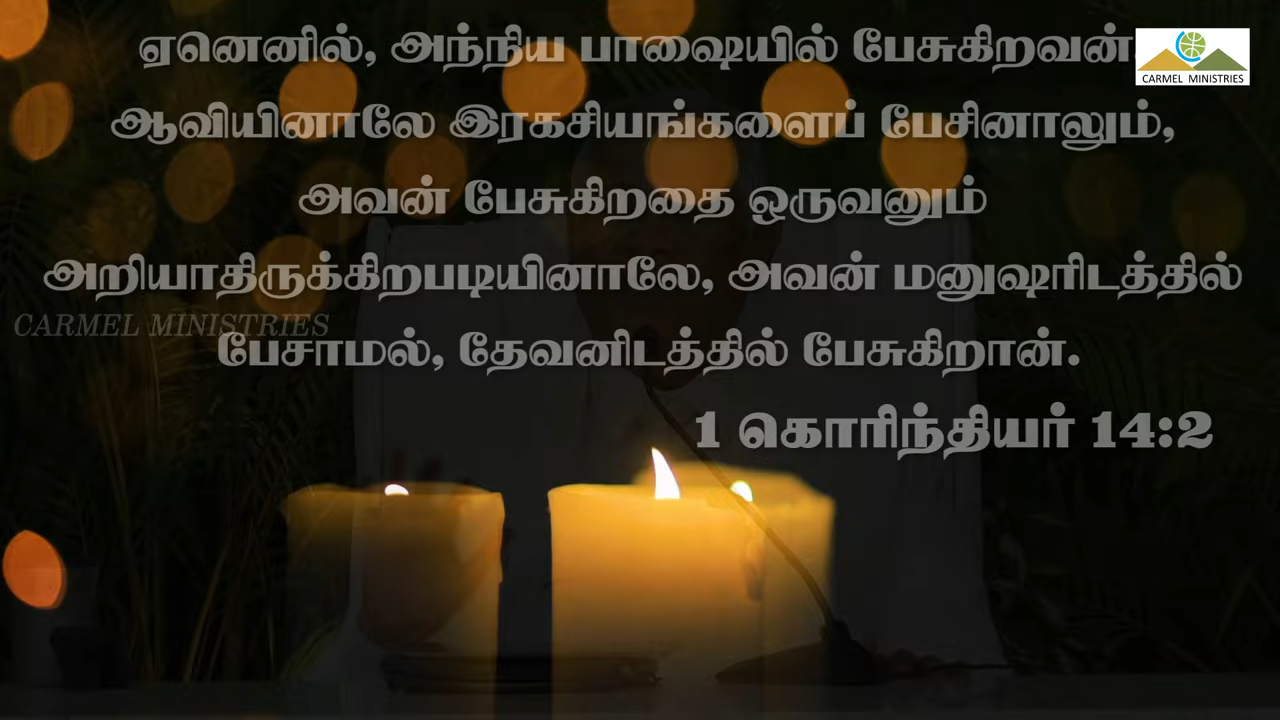 ஏனெனில், அந்நிய பாஷையில் பேசுகிறவன்
ஆவியினாலே இரகசியங்களைப் பேசினாலும்,
அவன் பேசுகிறதை ஒருவனும்
அறியாதிருக்கிறபடியினாலே, அவன் மனுஷரிடத்தில்
பேசாமல், தேவனிடத்தில் பேசுகிறான்.
1 கொரிந்தியர் 14:2
CARMEL MINISTRIES
CARMEL MINISTRIES